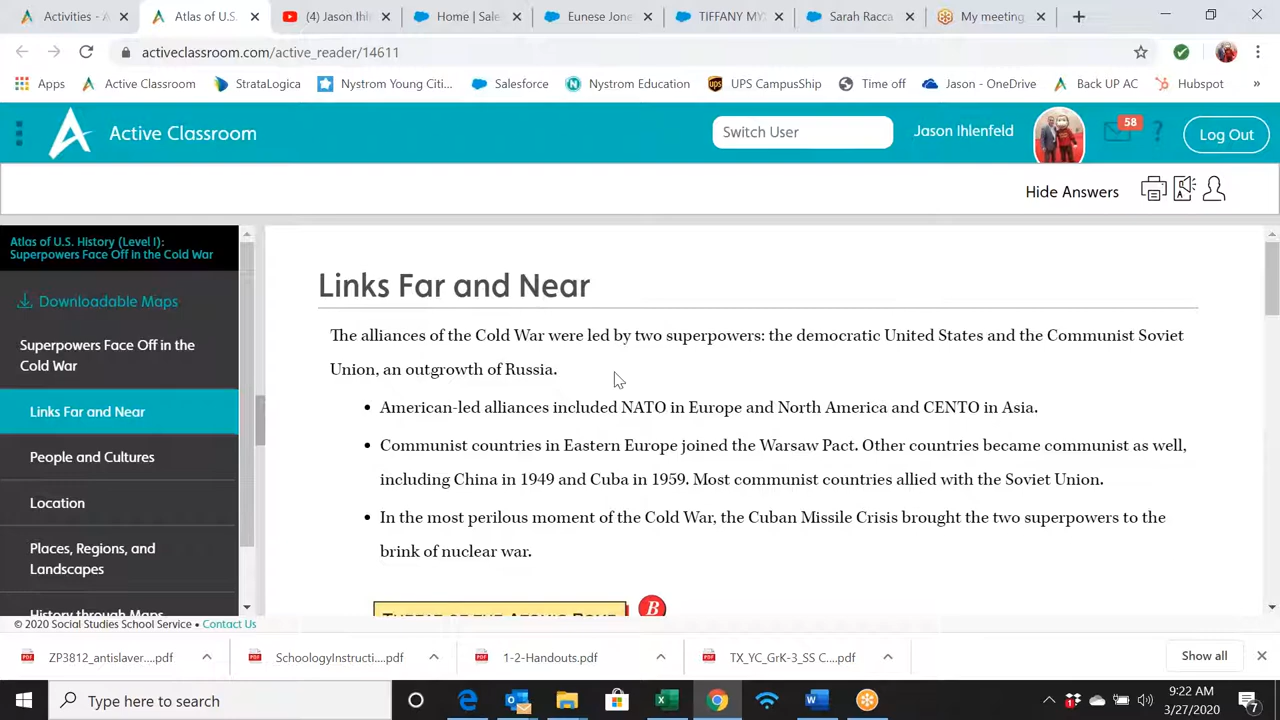 Activities - A
Atlas of U.S.
(4) Jason Ihl
Home | Sale
Eunese Jone
TIFFANY MY
Sarah Racca
My meeting
activeclassroom.com/active_reader/14611
Apps
Active Classroom
StrataLogica
Nystrom Young Citi...
Salesforce
Nystrom Education
UPS CampusShip
Time off
Jason - OneDrive
Back UP AC
Hubspot
»
Active Classroom
Switch User
Jason Ihlenfeld
58
?
Log Out
Hide Answers
Atlas of U.S. History (Level I):
Superpowers Face Off in the Cold War
Downloadable Maps
Superpowers Face Off in the
Cold War
Links Far and Near
People and Cultures
Location
Places, Regions, and
Landscapes
History through Maps
Links Far and Near
The alliances of the Cold War were led by two superpowers: the democratic United States and the Communist Soviet
Union, an outgrowth of Russia.
• American-led alliances included NATO in Europe and North America and CENTO in Asia.
• Communist countries in Eastern Europe joined the Warsaw Pact. Other countries became communist as well,
including China in 1949 and Cuba in 1959. Most communist countries allied with the Soviet Union.
• In the most perilous moment of the Cold War, the Cuban Missile Crisis brought the two superpowers to the
brink of nuclear war.
THREAT OF THE ATOMIC BOMB
B
© 2020 Social Studies School Service • Contact Us
ZP3812_antislaver....pdf
SchoologyInstructi....pdf
1-2-Handouts.pdf
TX_YC_GrK-3_SS C....pdf
Show all
Type here to search
9:22 AM
3/27/2020
7